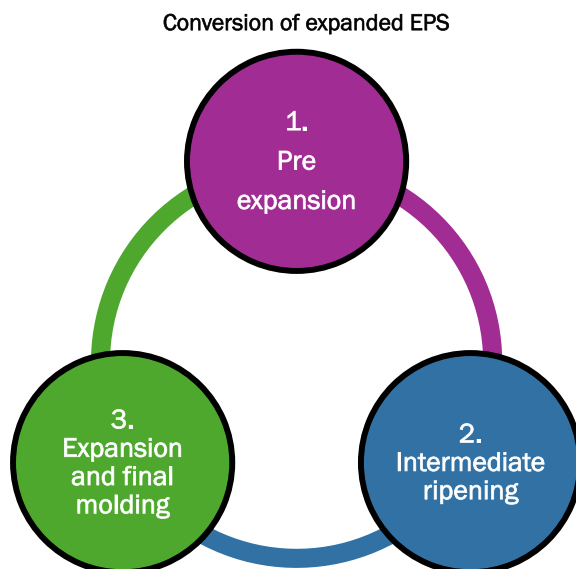 Conversion of expanded EPS
1.
Pre
expansion
2.
Intermediate
ripening
3.
Expansion
and final
molding